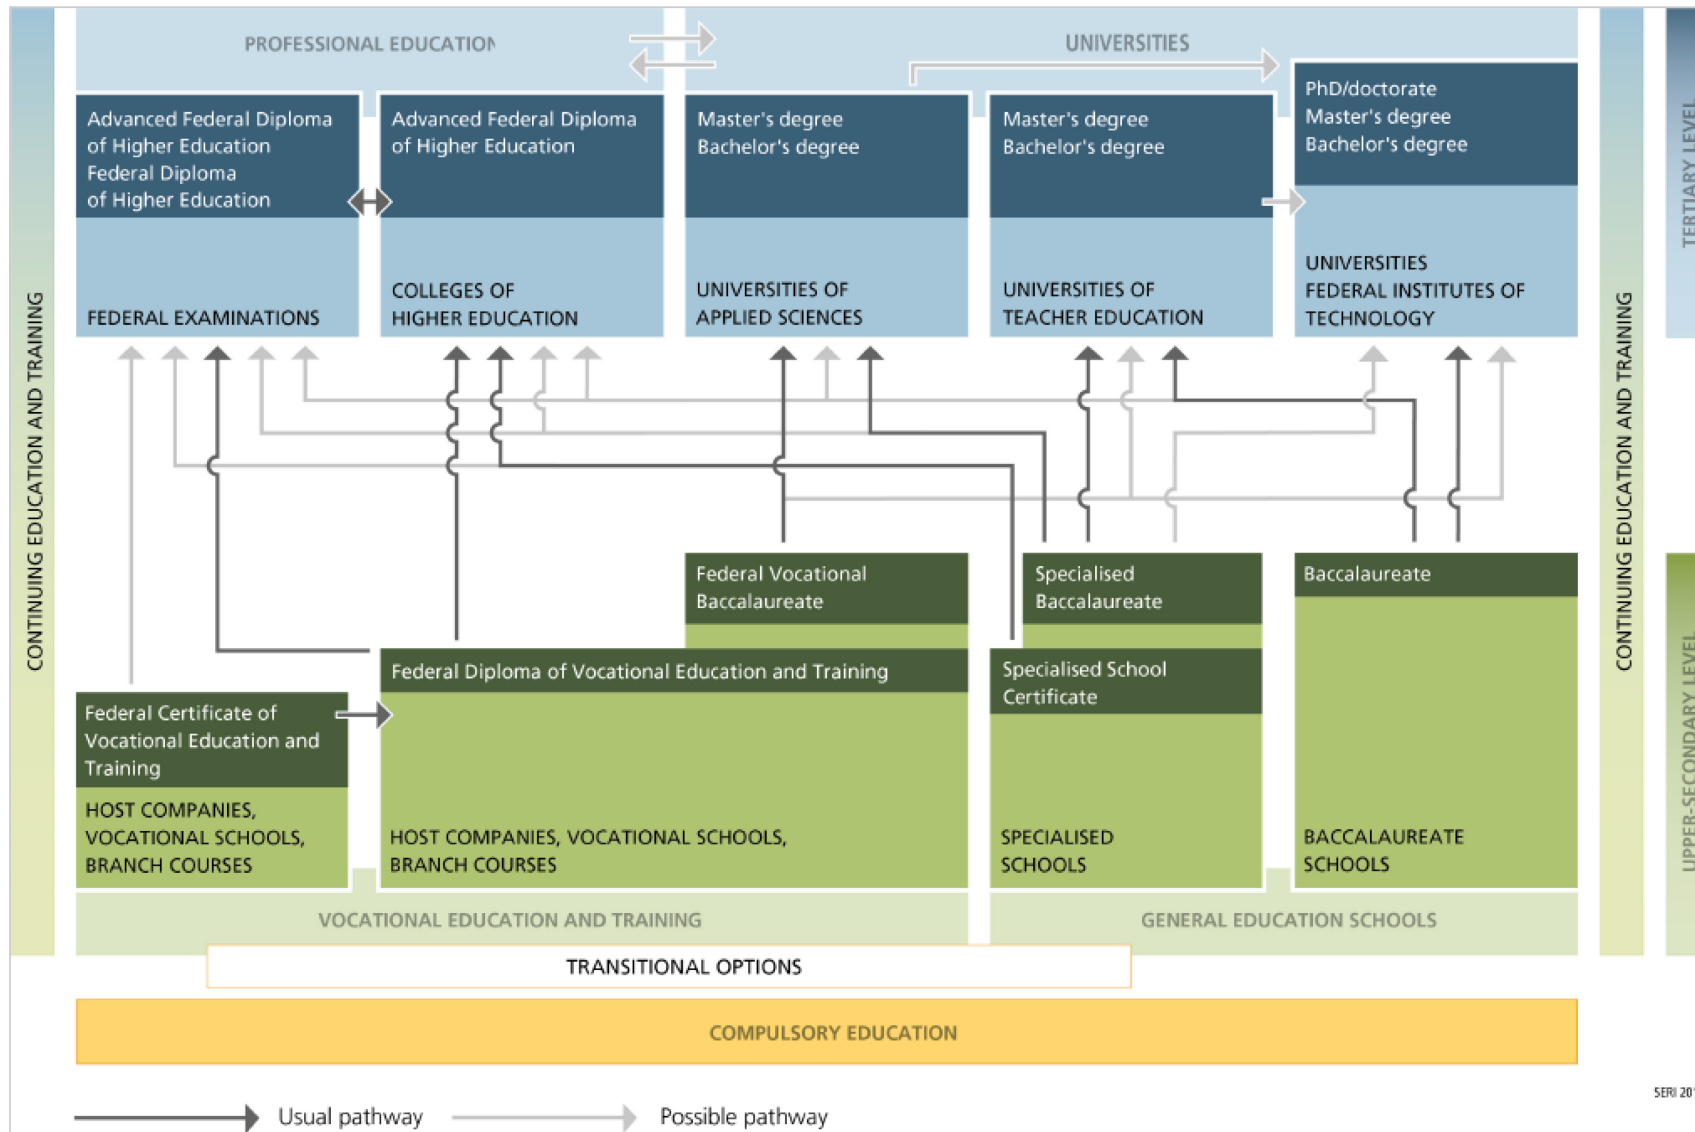 PROFESSIONAL EDUCATION
UNIVERSITIES
Advanced Federal Diploma
of Higher Education
Federal Diploma
of Higher Education
FEDERAL EXAMINATIONS
Advanced Federal Diploma
of Higher Education
COLLEGES OF
HIGHER EDUCATION
Master's degree
Bachelor's degree
UNIVERSITIES OF
APPLIED SCIENCES
Master's degree
Bachelor's degree
UNIVERSITIES OF
TEACHER EDUCATION
PhD/doctorate
Master's degree
Bachelor's degree
UNIVERSITIES
FEDERAL INSTITUTES OF
TECHNOLOGY
CONTINUING EDUCATION AND TRAINING
CONTINUING EDUCATION AND TRAINING
TERTIARY LEVEL
UPPER-SECONDARY LEVEL
Federal Vocational
Baccalaureate
Specialised
Baccalaureate
Baccalaureate
Federal Diploma of Vocational Education and Training
Specialised School
Certificate
Federal Certificate of
Vocational Education and
Training
HOST COMPANIES,
VOCATIONAL SCHOOLS,
BRANCH COURSES
HOST COMPANIES, VOCATIONAL SCHOOLS,
BRANCH COURSES
SPECIALISED
SCHOOLS
BACCALAUREATE
SCHOOLS
VOCATIONAL EDUCATION AND TRAINING
GENERAL EDUCATION SCHOOLS
TRANSITIONAL OPTIONS
COMPULSORY EDUCATION
SERI
Usual pathway
Possible pathway